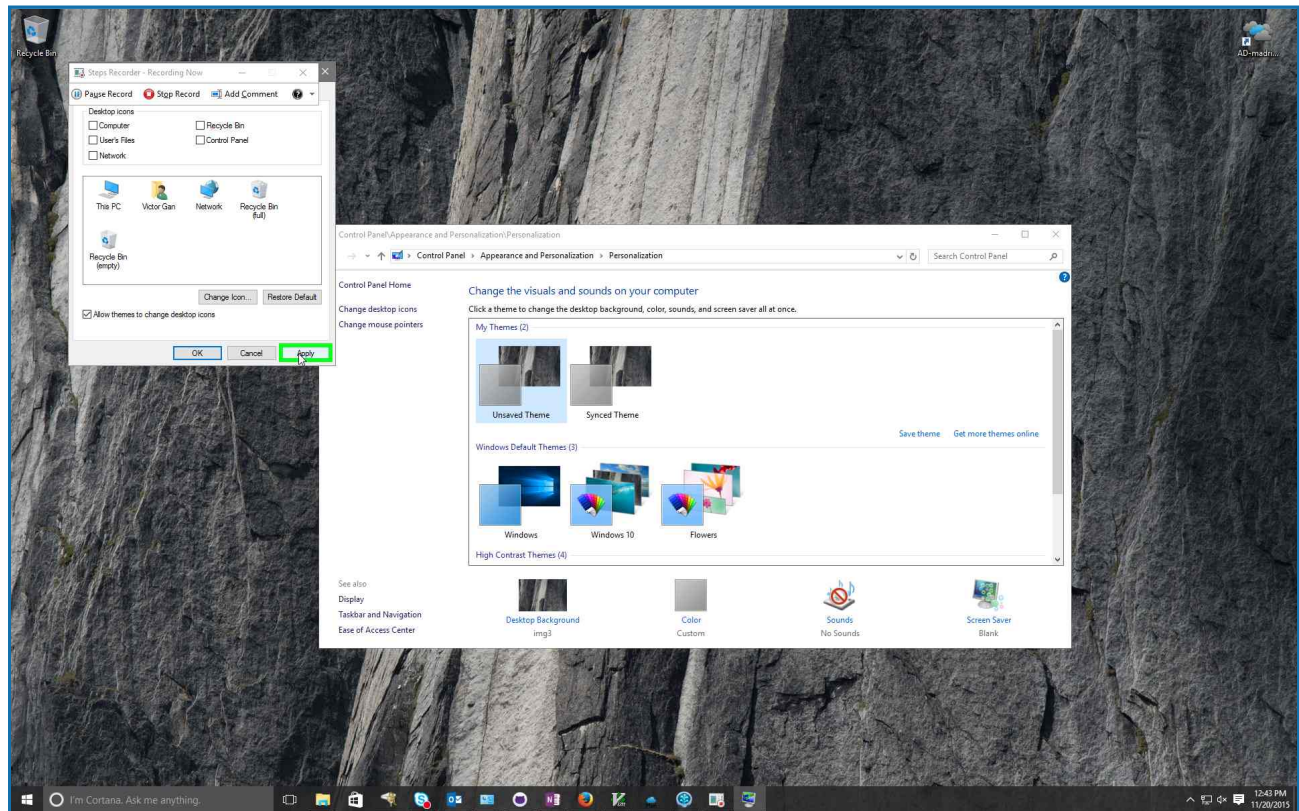 Recycle Bin
AD-madri...
Steps Recorder - Recording Now
Pause Record Stop Record Add Comment
Desktop icons
Computer Recycle Bin
User's Files Control Panel
Network
This PC Victor Gan Network Recycle Bin (full)
Recycle Bin (empty)
Change Icon... Restore Default
Allow themes to change desktop icons
OK Cancel Apply
Control Panel\Appearance and Personalization\Personalization
Control Panel > Appearance and Personalization > Personalization
Search Control Panel
Control Panel Home
Change desktop icons
Change mouse pointers
Change the visuals and sounds on your computer
Click a theme to change the desktop background, color, sounds, and screen saver all at once.
My Themes (2)
Unsaved Theme Synced Theme
Save theme Get more themes online
Windows Default Themes (3)
Windows Windows 10 Flowers
High Contrast Themes (4)
See also
Display
Taskbar and Navigation
Ease of Access Center
Desktop Background Color Sounds Screen Saver
img3 Custom No Sounds Blank
I'm Cortana. Ask me anything.
12:43 PM
11/20/2015